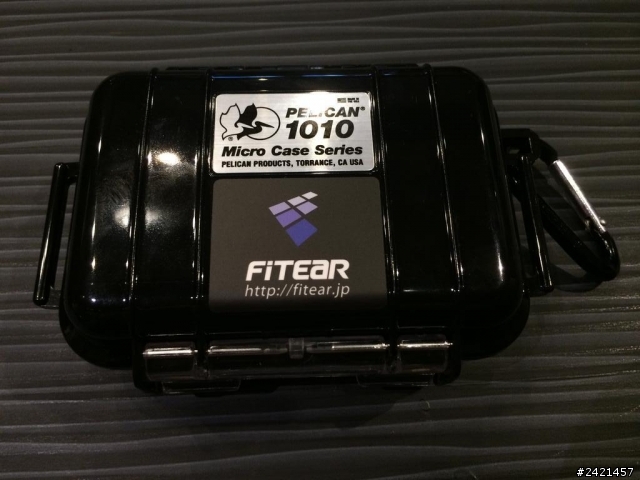 PELICAN®
1010
Micro Case Series
PELICAN PRODUCTS, TORRANCE, CA USA
FitEar
http://fitear.jp
#2421457